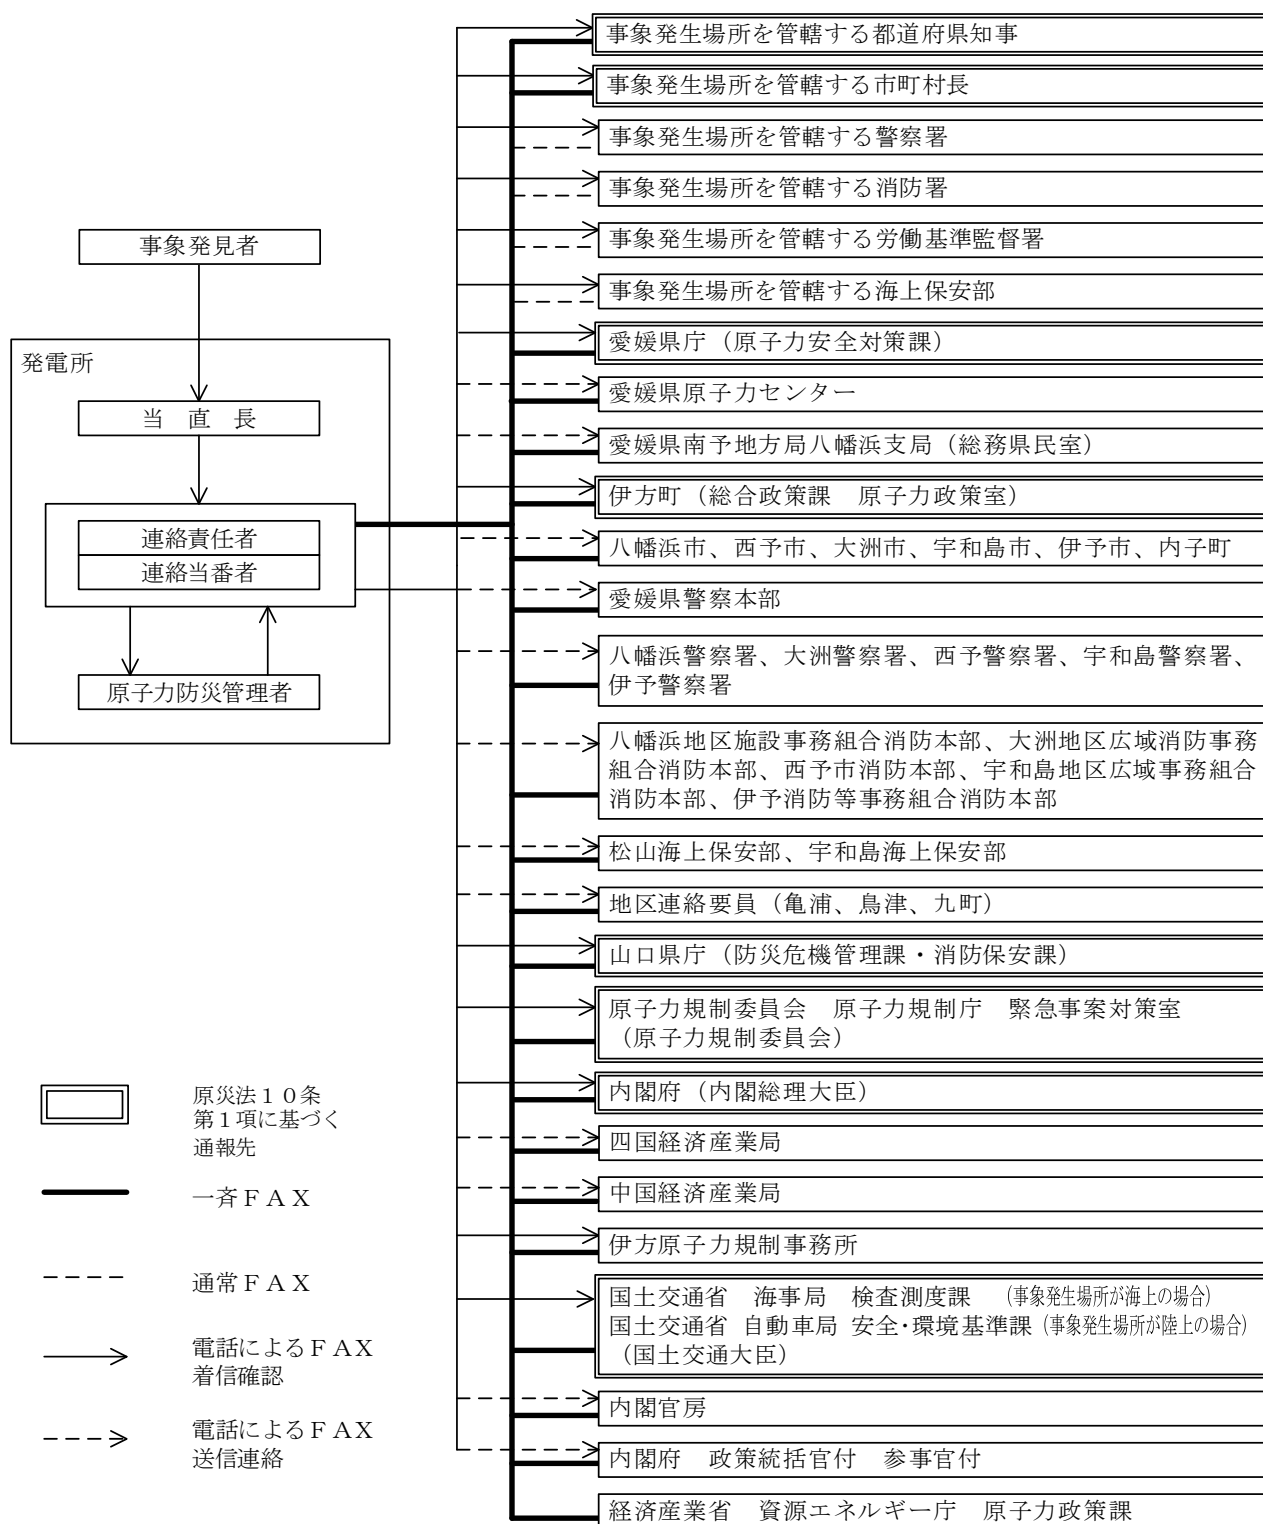 事象発生場所を管轄する都道府県知事
事象発生場所を管轄する市町村長
事象発生場所を管轄する警察署
事象発生場所を管轄する消防署
事象発生場所を管轄する労働基準監督署
事象発生場所を管轄する海上保安部
愛媛県庁（原子力安全対策課）
愛媛県原子力センター
愛媛県南予地方局八幡浜支局（総務県民室）
伊方町（総合政策課　原子力政策室）
八幡浜市、西予市、大洲市、宇和島市、伊予市、内子町
愛媛県警察本部
八幡浜警察署、大洲警察署、西予警察署、宇和島警察署、
伊予警察署
八幡浜地区施設事務組合消防本部、大洲地区広域消防事務
組合消防本部、西予市消防本部、宇和島地区広域事務組合
消防本部、伊予消防等事務組合消防本部
松山海上保安部、宇和島海上保安部
地区連絡要員（亀浦、鳥津、九町）
山口県庁（防災危機管理課・消防保安課）
原子力規制委員会　原子力規制庁　緊急事案対策室
（原子力規制委員会）
内閣府（内閣総理大臣）
四国経済産業局
中国経済産業局
伊方原子力規制事務所
国土交通省　海事局　検査測度課　（事象発生場所が海上の場合）
国土交通省 自動車局 安全・環境基準課（事象発生場所が陸上の場合）
（国土交通大臣）
内閣官房
内閣府　政策統括官付　参事官付
経済産業省　資源エネルギー庁　原子力政策課
事象発見者
発電所
当　直　長
連絡責任者
連絡当番者
原子力防災管理者
原災法１０条
第１項に基づく
通報先
一斉ＦＡＸ
通常ＦＡＸ
電話によるＦＡＸ
着信確認
電話によるＦＡＸ
送信連絡